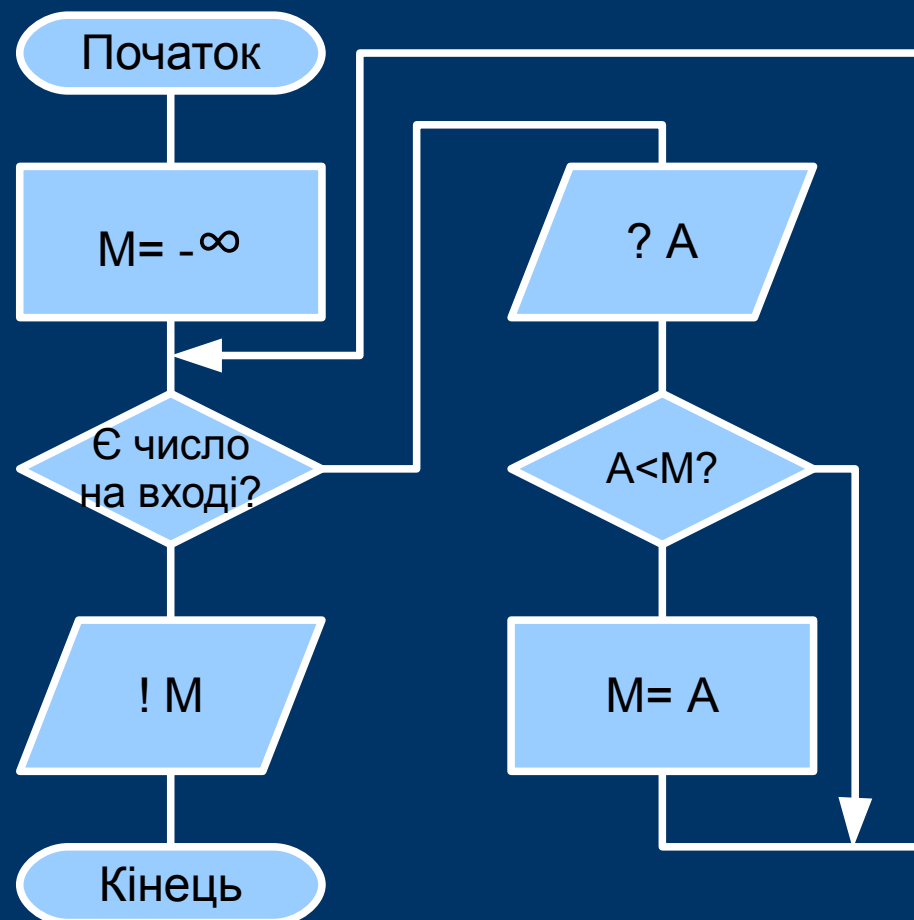 Початок
M= -∞
Є число
на вході?
! M
Кінець
? A
A<M?
M= A